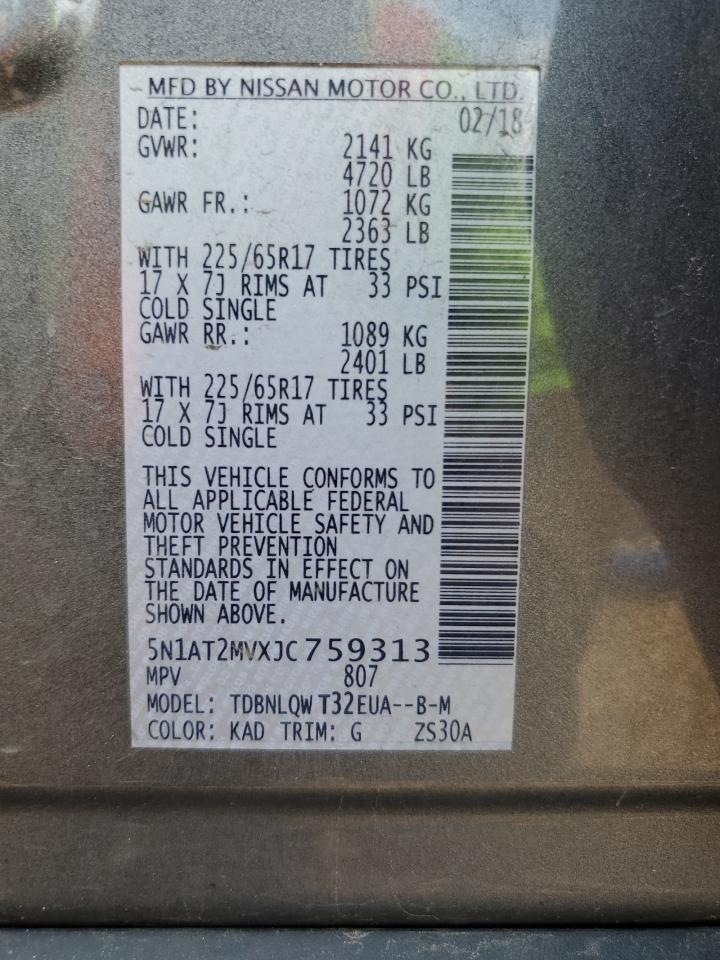 MFD BY NISSAN MOTOR CO., LTD.
DATE: 02/18
GVWR: 2141 KG
4720 LB
GAWR FR.: 1072 KG
2363 LB
WITH 225/65R17 TIRES
17 X 7J RIMS AT 33 PSI
COLD SINGLE
GAWR RR.: 1089 KG
2401 LB
WITH 225/65R17 TIRES
17 X 7J RIMS AT 33 PSI
COLD SINGLE
THIS VEHICLE CONFORMS TO
ALL APPLICABLE FEDERAL
MOTOR VEHICLE SAFETY AND
THEFT PREVENTION
STANDARDS IN EFFECT ON
THE DATE OF MANUFACTURE
SHOWN ABOVE.
5N1AT2MVXJC759313
MPV 807
MODEL: TDBNLQW T32EUA--B-M
COLOR: KAD TRIM: G ZS30A